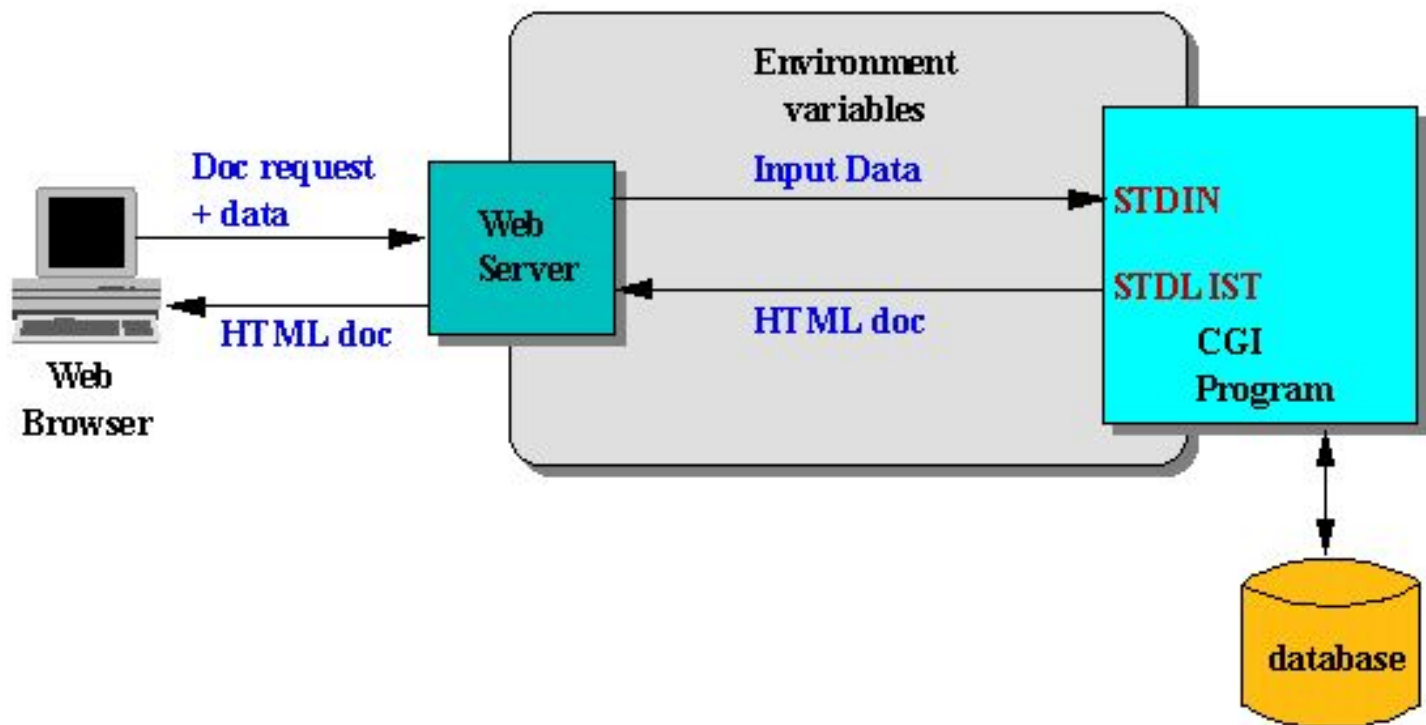 Environment
variables
Doc request
+ data
Input Data
Web
Server
STDIN
STDLIST
HTML doc
HTML doc
CGI
Program
Web
Browser
database